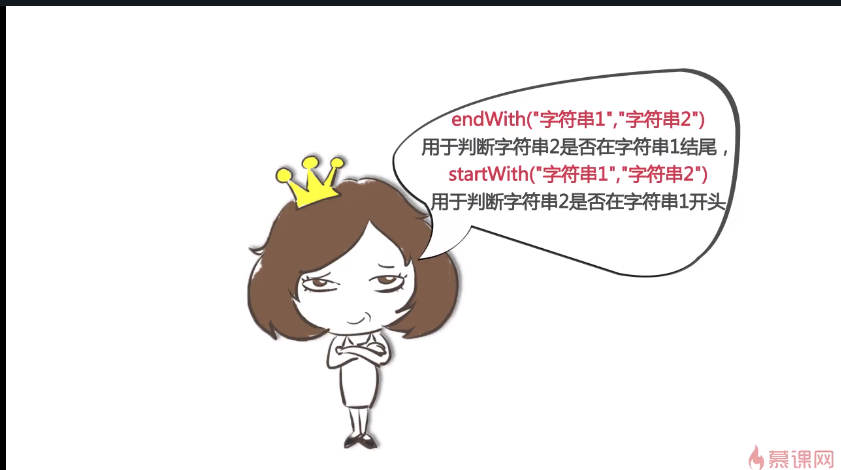 endWith("字符串1","字符串2")
用于判断字符串2是否在字符串1结尾，
startWith("字符串1","字符串2")
用于判断字符串2是否在字符串1开头
慕课网